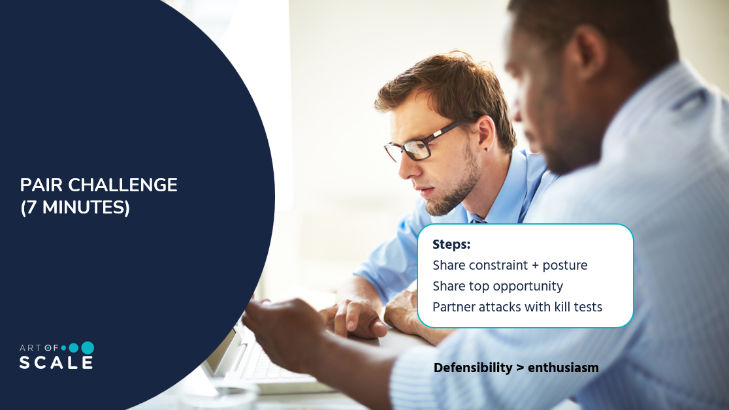 PAIR CHALLENGE
(7 MINUTES)
Steps:
Share constraint + posture
Share top opportunity
Partner attacks with kill tests
Defensibility > enthusiasm
ART OF
SCALE